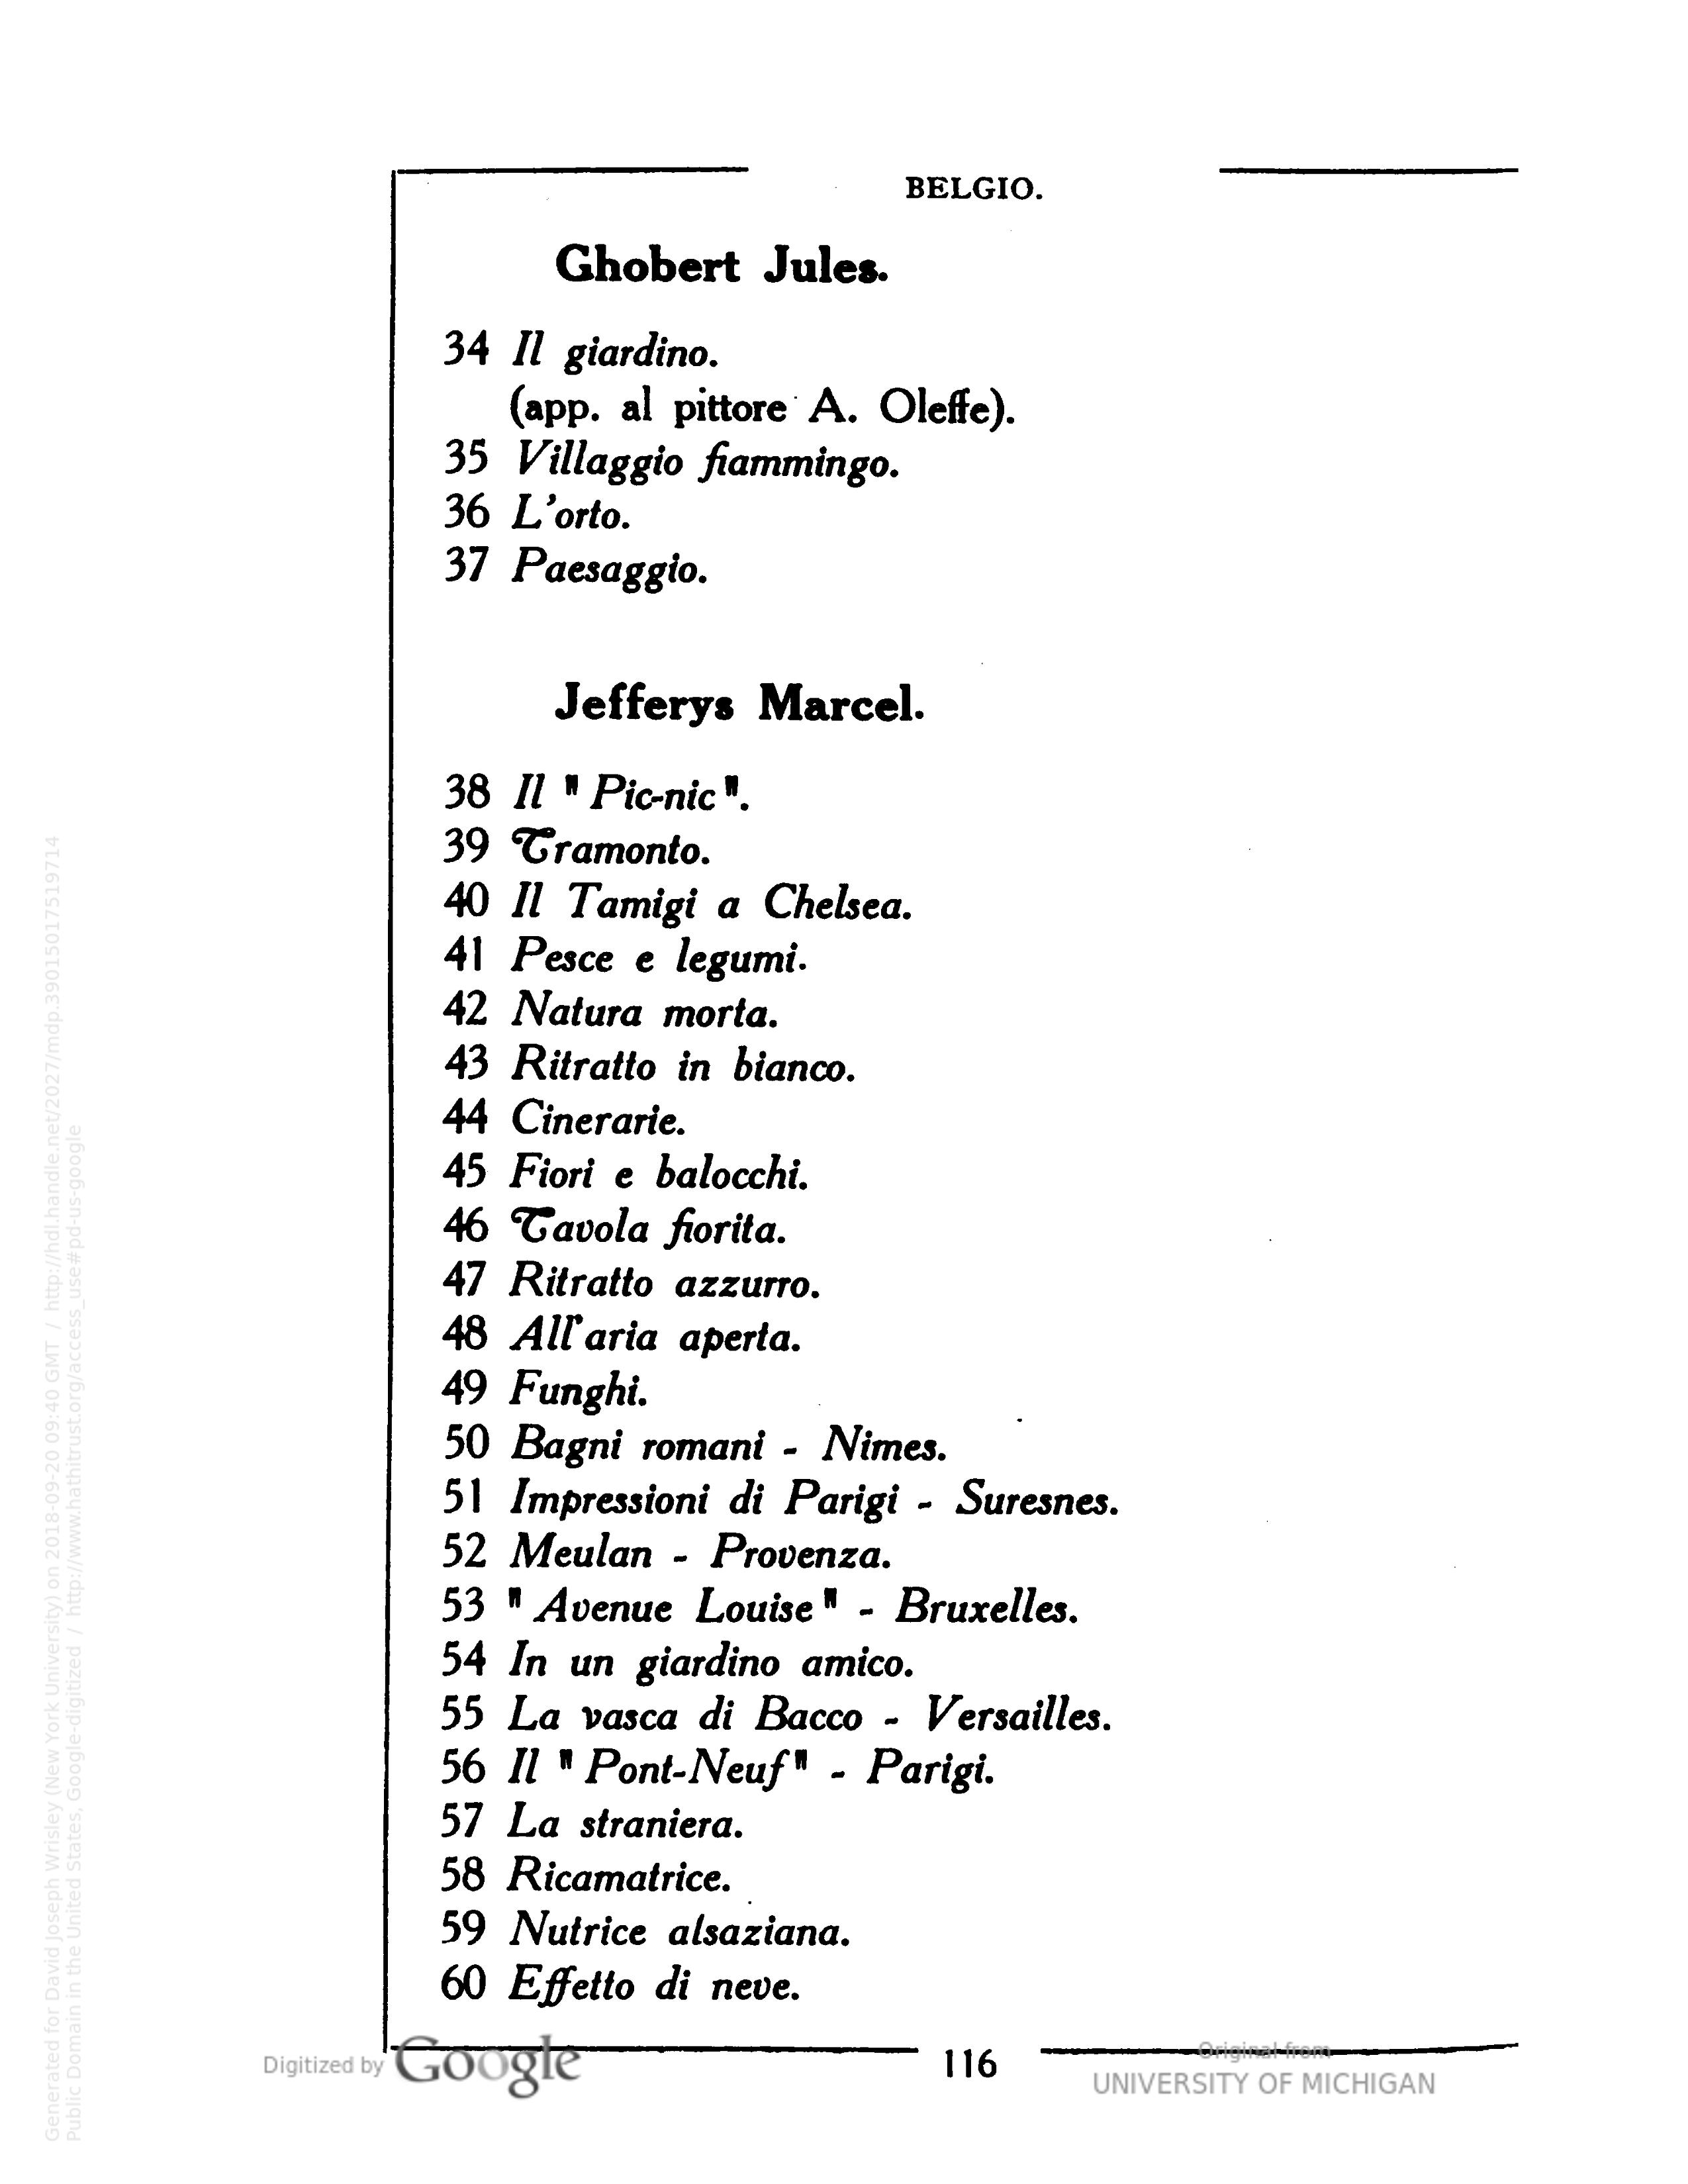 BELGIO.
Ghobert Jules.
34 Il giardino.
(app. al pittore A. Oleffe).
35 Villaggio fiammingo.
36 L'orto.
37 Paesaggio.
Jefferys Marcel.
38 Il "Pic-nic".
39 Tramonto.
40 Il Tamigi a Chelsea.
41 Pesce e legumi.
42 Natura morta.
43 Ritratto in bianco.
44 Cinerarie.
45 Fiori e balocchi.
46 Tavola fiorita.
47 Ritratto azzurro.
48 All'aria aperta.
49 Funghi.
50 Bagni romani - Nimes.
51 Impressioni di Parigi - Suresnes.
52 Meulan - Provenza.
53 "Avenue Louise" - Bruxelles.
54 In un giardino amico.
55 La vasca di Bacco - Versailles.
56 Il "Pont-Neuf" - Parigi.
57 La straniera.
58 Ricamatrice.
59 Nutrice alsaziana.
60 Effetto di neve.
116
Digitized by Google
Original from
UNIVERSITY OF MICHIGAN
Generated for David Joseph Wrisley (New York University) on 2018-09-20 09:40 GMT / http://hdl.handle.net/2027/mdp.39015017519714
Public Domain in the United States, Google-digitized / http://www.hathitrust.org/access_use#pd-us-google